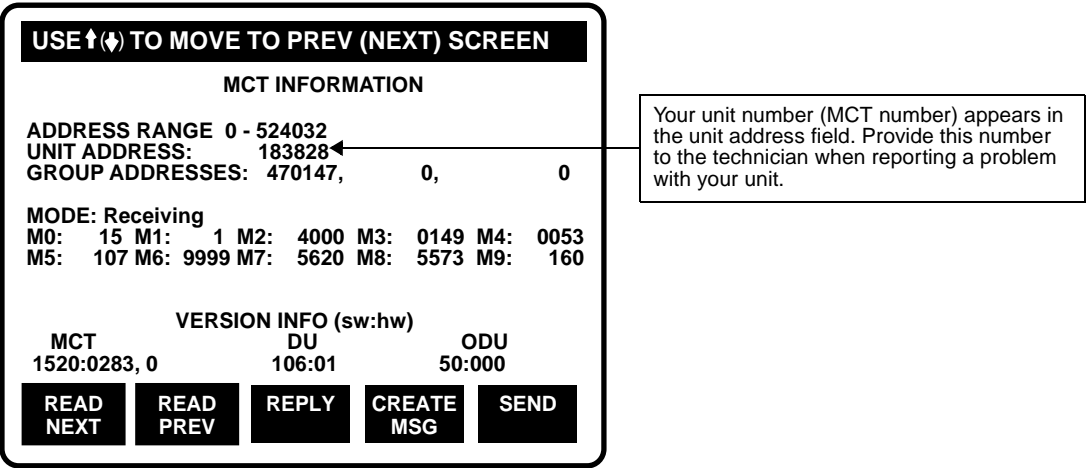 USE ⬆(⬇) TO MOVE TO PREV (NEXT) SCREEN
MCT INFORMATION
ADDRESS RANGE 0 - 524032
UNIT ADDRESS: 183828
GROUP ADDRESSES: 470147, 0, 0
MODE: Receiving
M0: 15 M1: 1 M2: 4000 M3: 0149 M4: 0053
M5: 107 M6: 9999 M7: 5620 M8: 5573 M9: 160
VERSION INFO (sw:hw)
MCT DU ODU
1520:0283, 0 106:01 50:000
READ NEXT
READ PREV
REPLY
CREATE MSG
SEND
Your unit number (MCT number) appears in
the unit address field. Provide this number
to the technician when reporting a problem
with your unit.